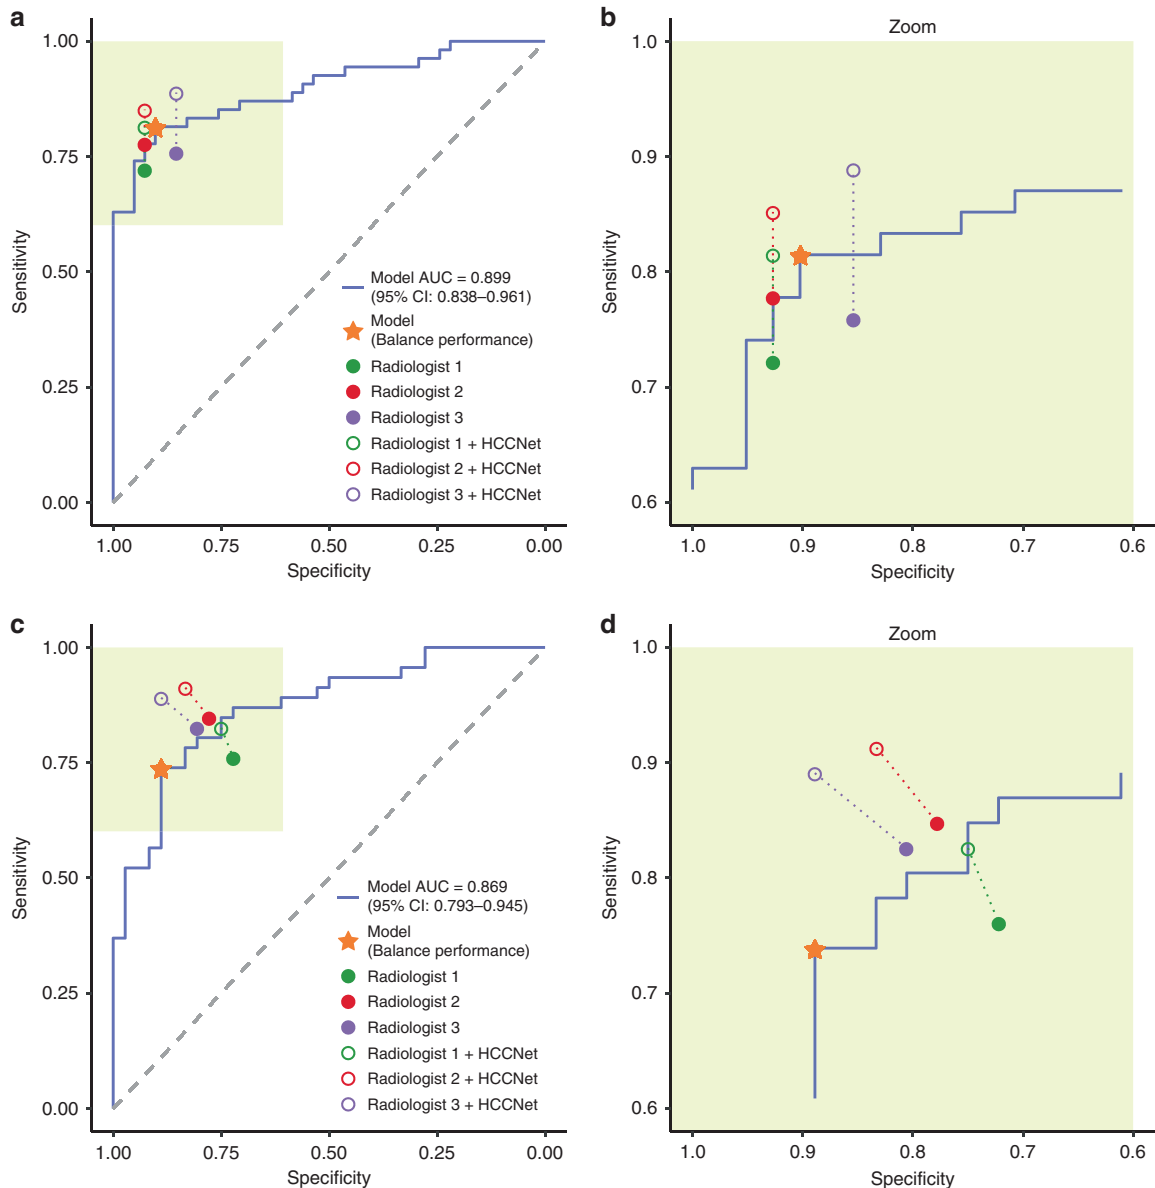 a
1.00
0.75
0.50
0.25
0.00
Sensitivity
Model AUC = 0.899
(95% CI: 0.838–0.961)
Model
(Balance performance)
Radiologist 1
Radiologist 2
Radiologist 3
Radiologist 1 + HCCNet
Radiologist 2 + HCCNet
Radiologist 3 + HCCNet
1.00 0.75 0.50 0.25 0.00
Specificity
b
Zoom
1.0
0.9
0.8
0.7
0.6
Sensitivity
1.0 0.9 0.8 0.7 0.6
Specificity
c
1.00
0.75
0.50
0.25
0.00
Sensitivity
Model AUC = 0.869
(95% CI: 0.793–0.945)
Model
(Balance performance)
Radiologist 1
Radiologist 2
Radiologist 3
Radiologist 1 + HCCNet
Radiologist 2 + HCCNet
Radiologist 3 + HCCNet
1.00 0.75 0.50 0.25 0.00
Specificity
d
Zoom
1.0
0.9
0.8
0.7
0.6
Sensitivity
1.0 0.9 0.8 0.7 0.6
Specificity